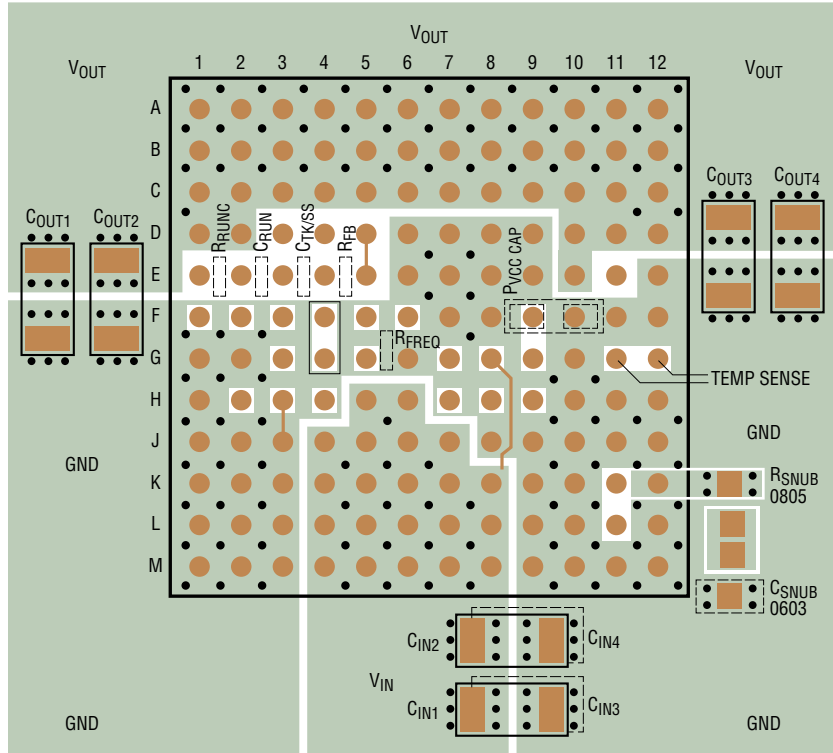 VOUT
VOUT
VOUT
1 2 3 4 5 6 7 8 9 10 11 12
A
B
C
COUT1
COUT2
COUT3
COUT4
D
RRUNC
CRUN
CTK/SS
RFB
PVCC CAP
E
F
RFREQ
G
TEMP SENSE
H
GND
J
GND
K
RSNUB
0805
L
M
CSNUB
0603
CIN2
CIN4
VIN
CIN1
CIN3
GND
GND